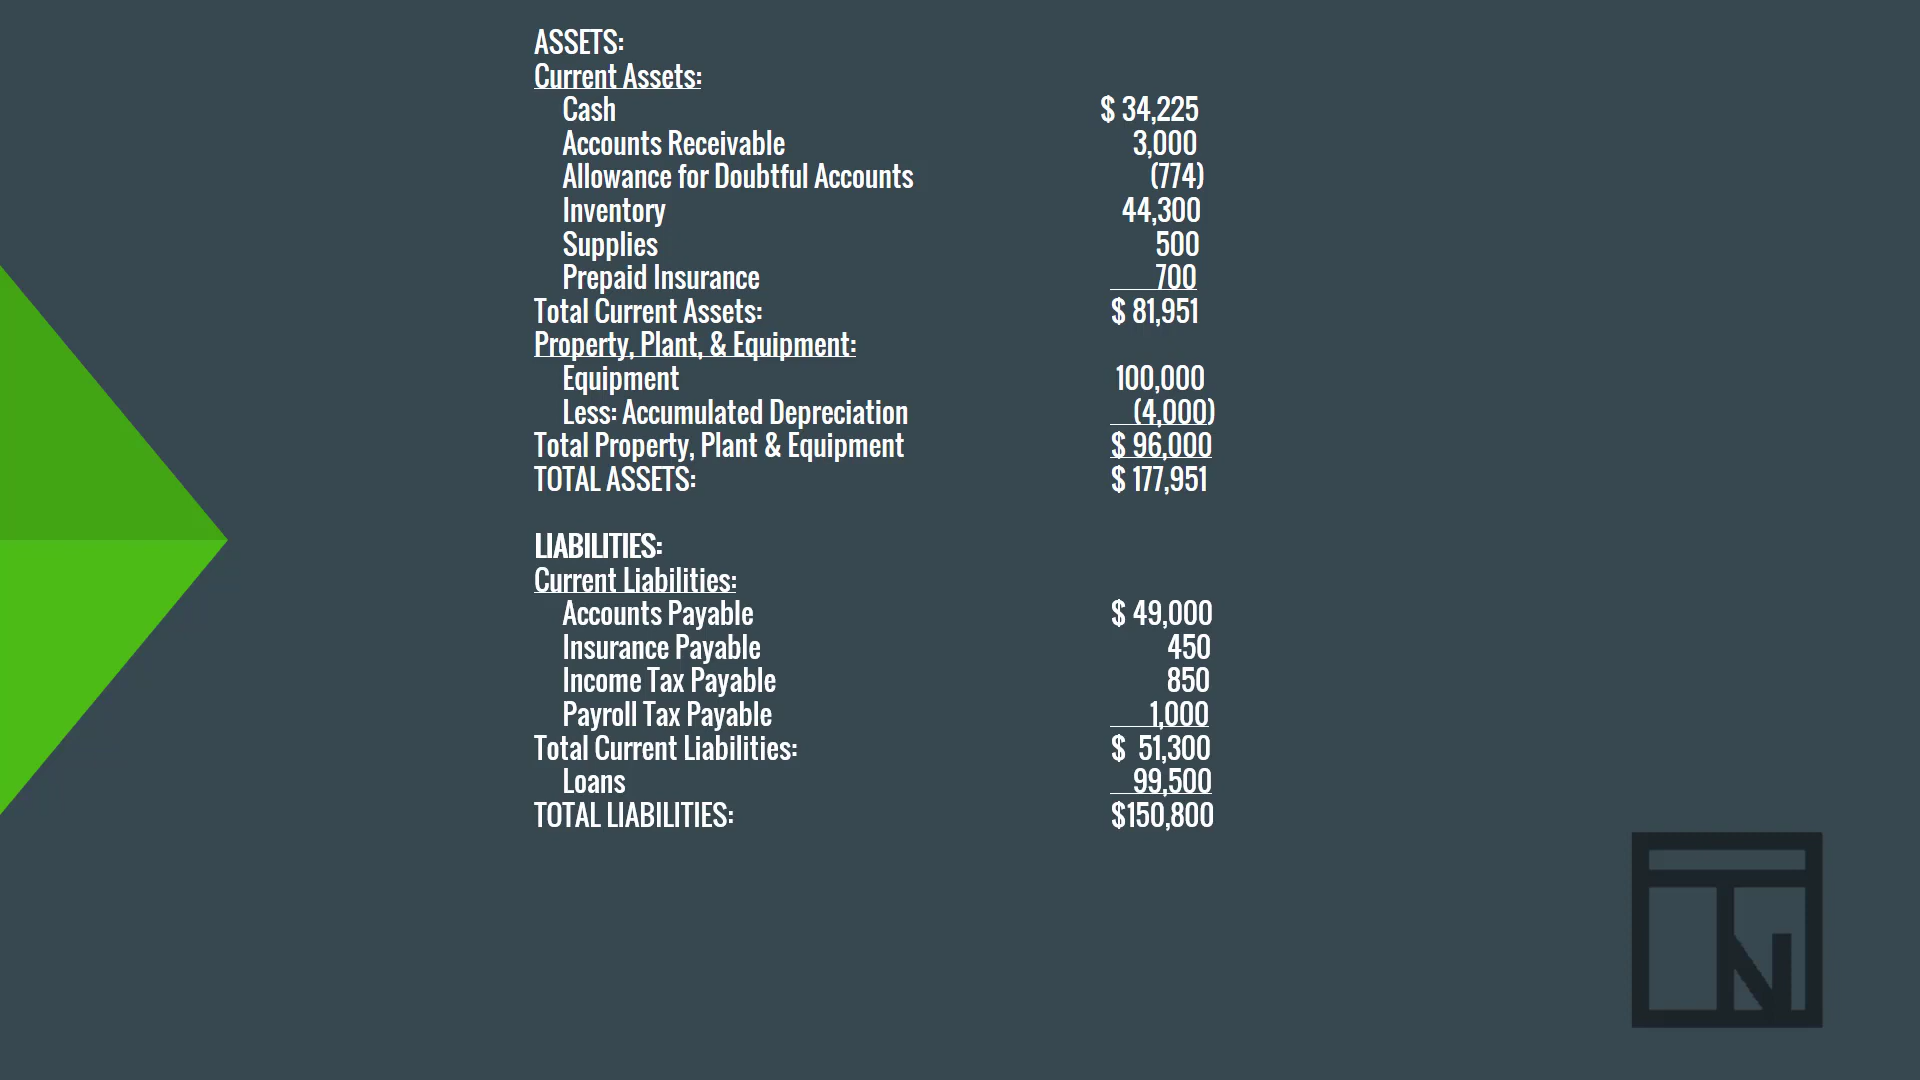 ASSETS:
Current Assets:
Cash $ 34,225
Accounts Receivable 3,000
Allowance for Doubtful Accounts (774)
Inventory 44,300
Supplies 500
Prepaid Insurance 700
Total Current Assets: $ 81,951
Property, Plant, & Equipment:
Equipment 100,000
Less: Accumulated Depreciation (4,000)
Total Property, Plant & Equipment $ 96,000
TOTAL ASSETS: $ 177,951
LIABILITIES:
Current Liabilities:
Accounts Payable $ 49,000
Insurance Payable 450
Income Tax Payable 850
Payroll Tax Payable 1,000
Total Current Liabilities: $ 51,300
Loans 99,500
TOTAL LIABILITIES: $150,800
TN